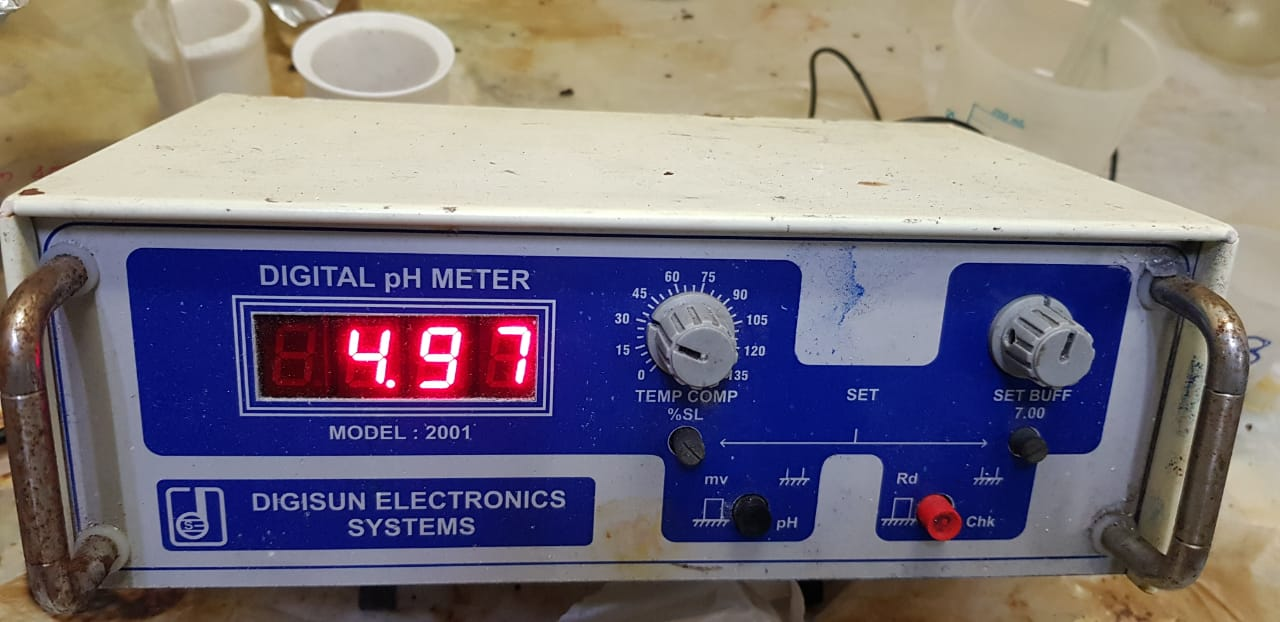 DIGITAL pH METER
4.97
MODEL : 2001
DIGISUN ELECTRONICS
SYSTEMS
0
15
30
45
60
75
90
105
120
135
TEMP COMP
%SL
SET
SET BUFF
7.00
mv
pH
Rd
Chk